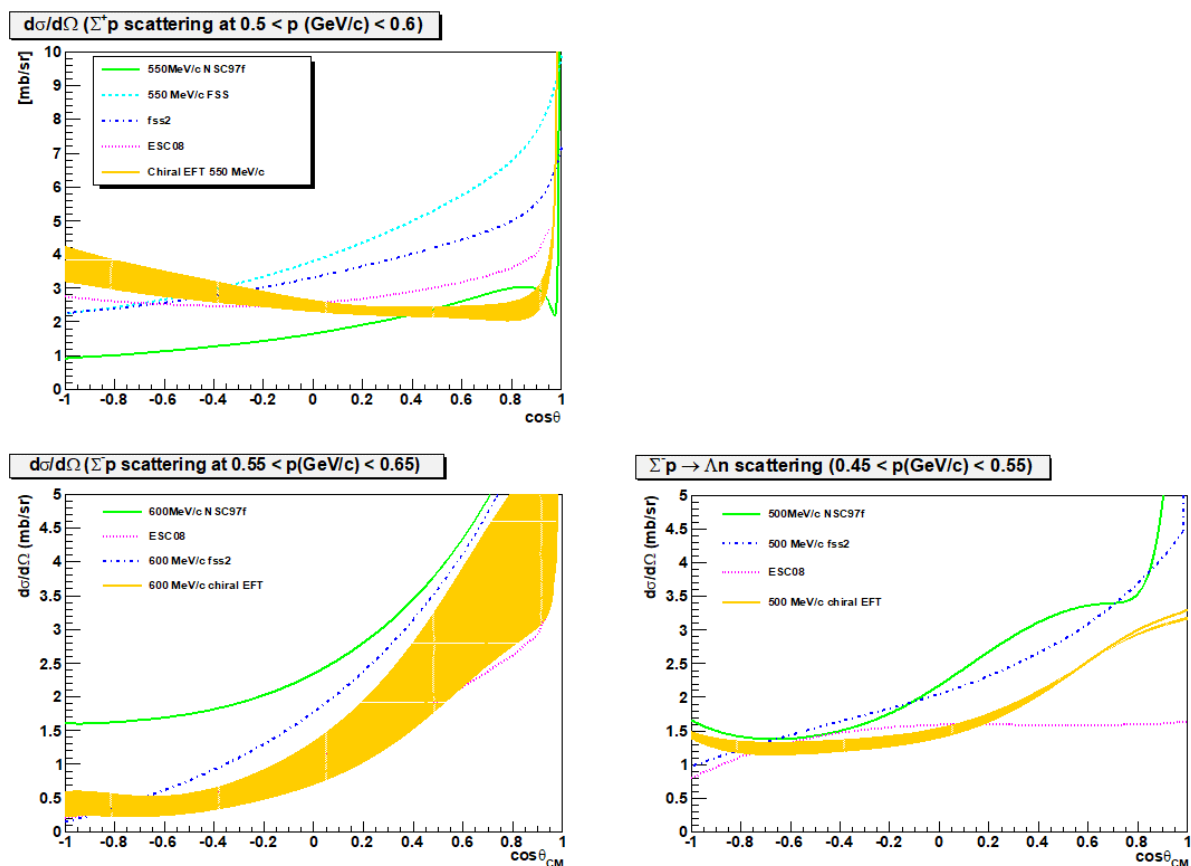 dσ/dΩ (Σ⁺p scattering at 0.5 < p (GeV/c) < 0.6)
[mb/sr]
10
9
8
7
6
5
4
3
2
1
0
550MeV/c NSC97f
550 MeV/c FSS
fss2
ESC08
Chiral EFT 550 MeV/c
-1 -0.8 -0.6 -0.4 -0.2 0 0.2 0.4 0.6 0.8 1
cosθ
dσ/dΩ (Σ⁻p scattering at 0.55 < p(GeV/c) < 0.65)
dσ/dΩ (mb/sr)
5
4.5
4
3.5
3
2.5
2
1.5
1
0.5
0
600MeV/c NSC97f
ESC08
600 MeV/c fss2
600 MeV/c chiral EFT
-1 -0.8 -0.6 -0.4 -0.2 0 0.2 0.4 0.6 0.8 1
cosθ_CM
Σ⁻p → Λn scattering (0.45 < p(GeV/c) < 0.55)
dσ/dΩ (mb/sr)
5
4.5
4
3.5
3
2.5
2
1.5
1
0.5
0
500MeV/c NSC97f
500 MeV/c fss2
ESC08
500 MeV/c chiral EFT
-1 -0.8 -0.6 -0.4 -0.2 0 0.2 0.4 0.6 0.8 1
cosθ_CM